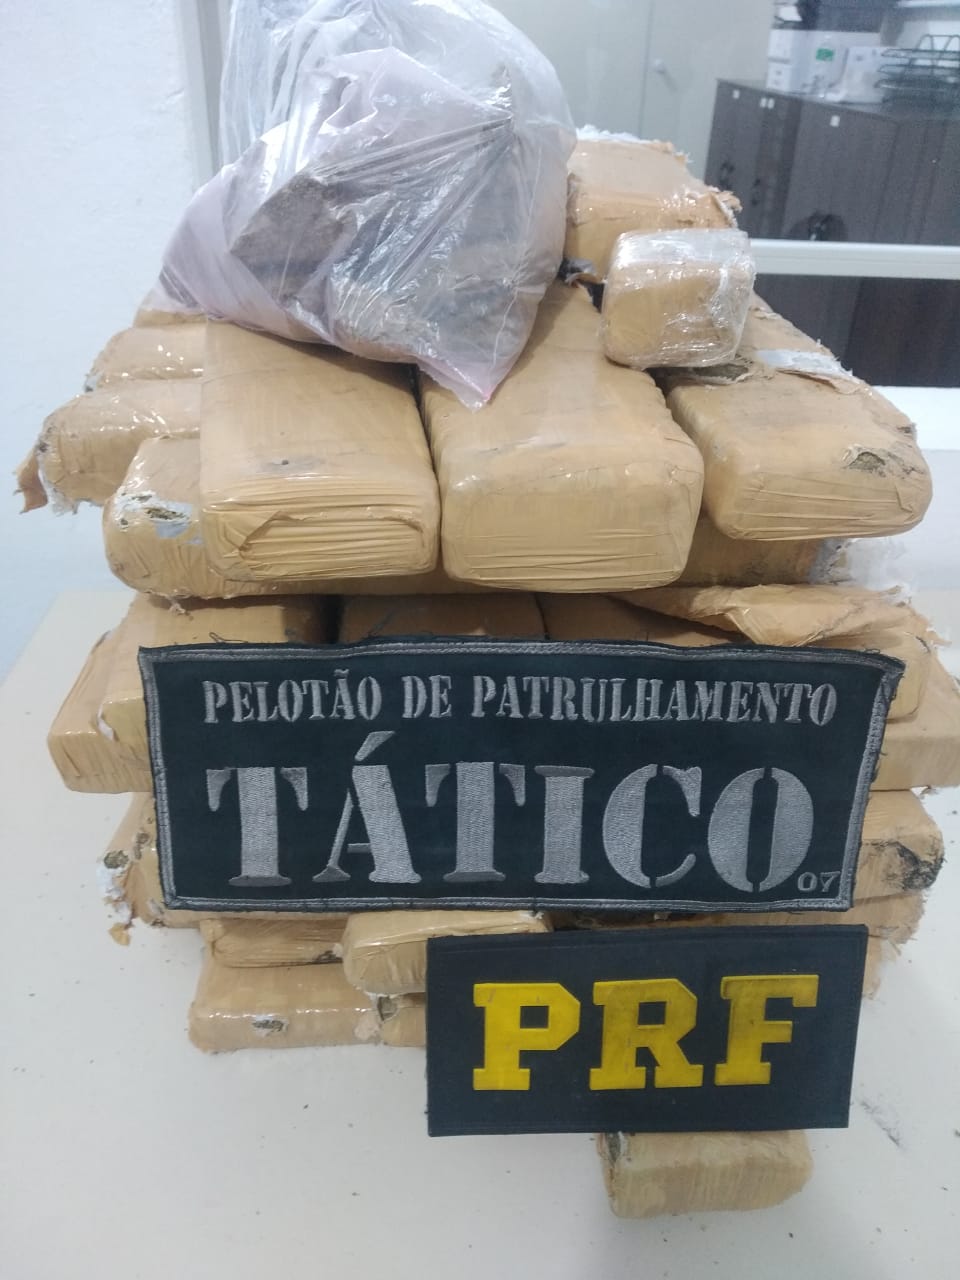 PELOTÃO DE PATRULHAMENTO
TÁTICO
07
PRF